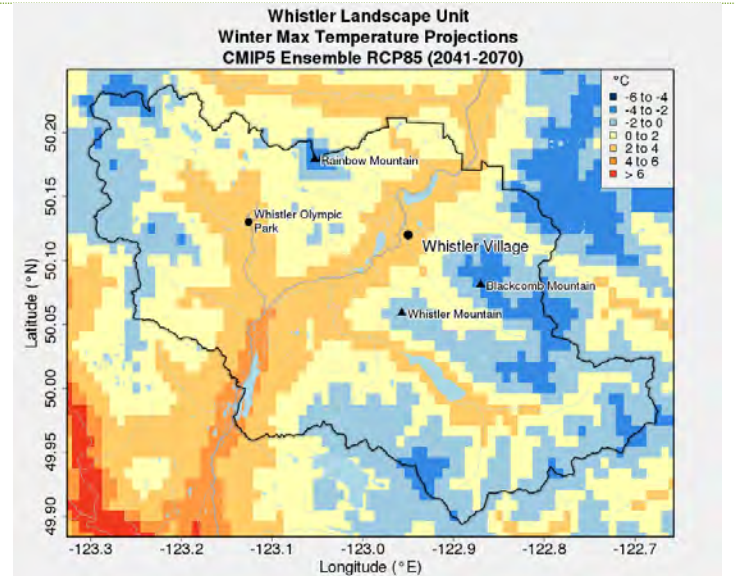 Whistler Landscape Unit
Winter Max Temperature Projections
CMIP5 Ensemble RCP85 (2041-2070)
°C
-6 to -4
-4 to -2
-2 to 0
0 to 2
2 to 4
4 to 6
> 6
Rainbow Mountain
Whistler Olympic
Park
Whistler Village
Blackcomb Mountain
Whistler Mountain
Latitude (°N)
50.20
50.15
50.10
50.05
50.00
49.95
49.90
-123.3 -123.2 -123.1 -123.0 -122.9 -122.8 -122.7
Longitude (°E)